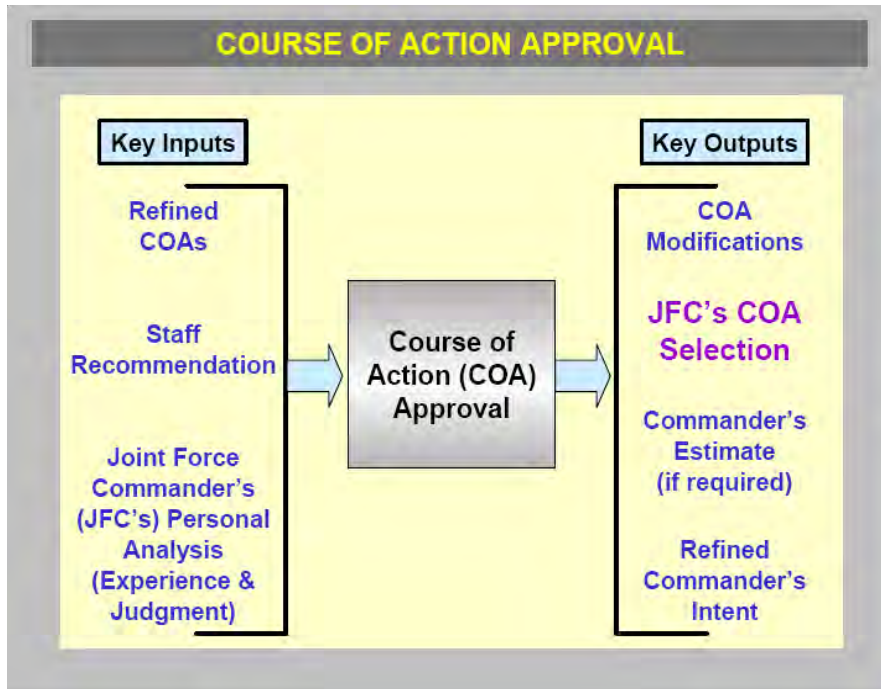 COURSE OF ACTION APPROVAL
Key Inputs
Refined
COAs
Staff
Recommendation
Joint Force
Commander's
(JFC's) Personal
Analysis
(Experience &
Judgment)
Course of
Action (COA)
Approval
Key Outputs
COA
Modifications
JFC's COA
Selection
Commander's
Estimate
(if required)
Refined
Commander's
Intent